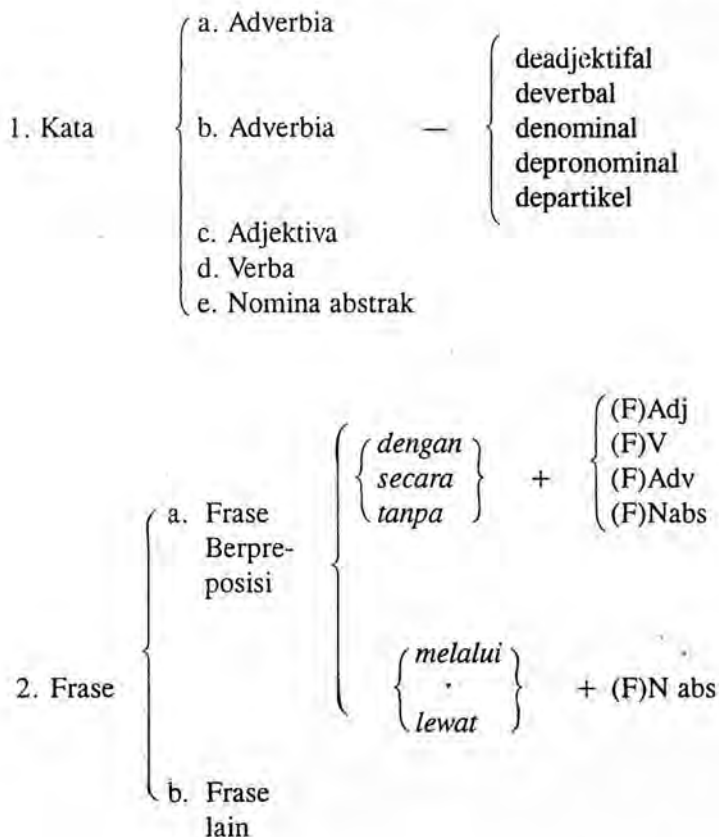 a. Adverbia
deadjektifal
deverbal
1. Kata b. Adverbia — denominal
depronominal
departikel
c. Adjektiva
d. Verba
e. Nomina abstrak
(F)Adj
dengan (F)V
secara + (F)Adv
tanpa (F)Nabs
a. Frase
Berpre-
posisi
melalui
2. Frase + (F)N abs
lewat
b. Frase
lain